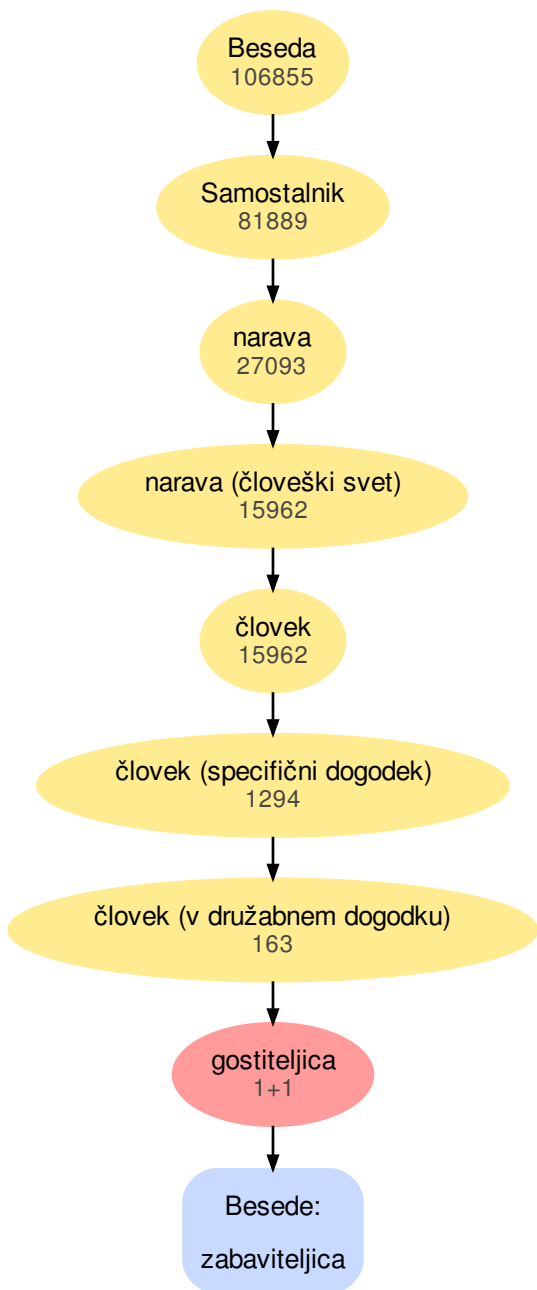 Beseda
106855
Samostalnik
81889
narava
27093
narava (človeški svet)
15962
človek
15962
človek (specifični dogodek)
1294
človek (v družabnem dogodku)
163
gostiteljica
1+1
Besede:
zabaviteljica